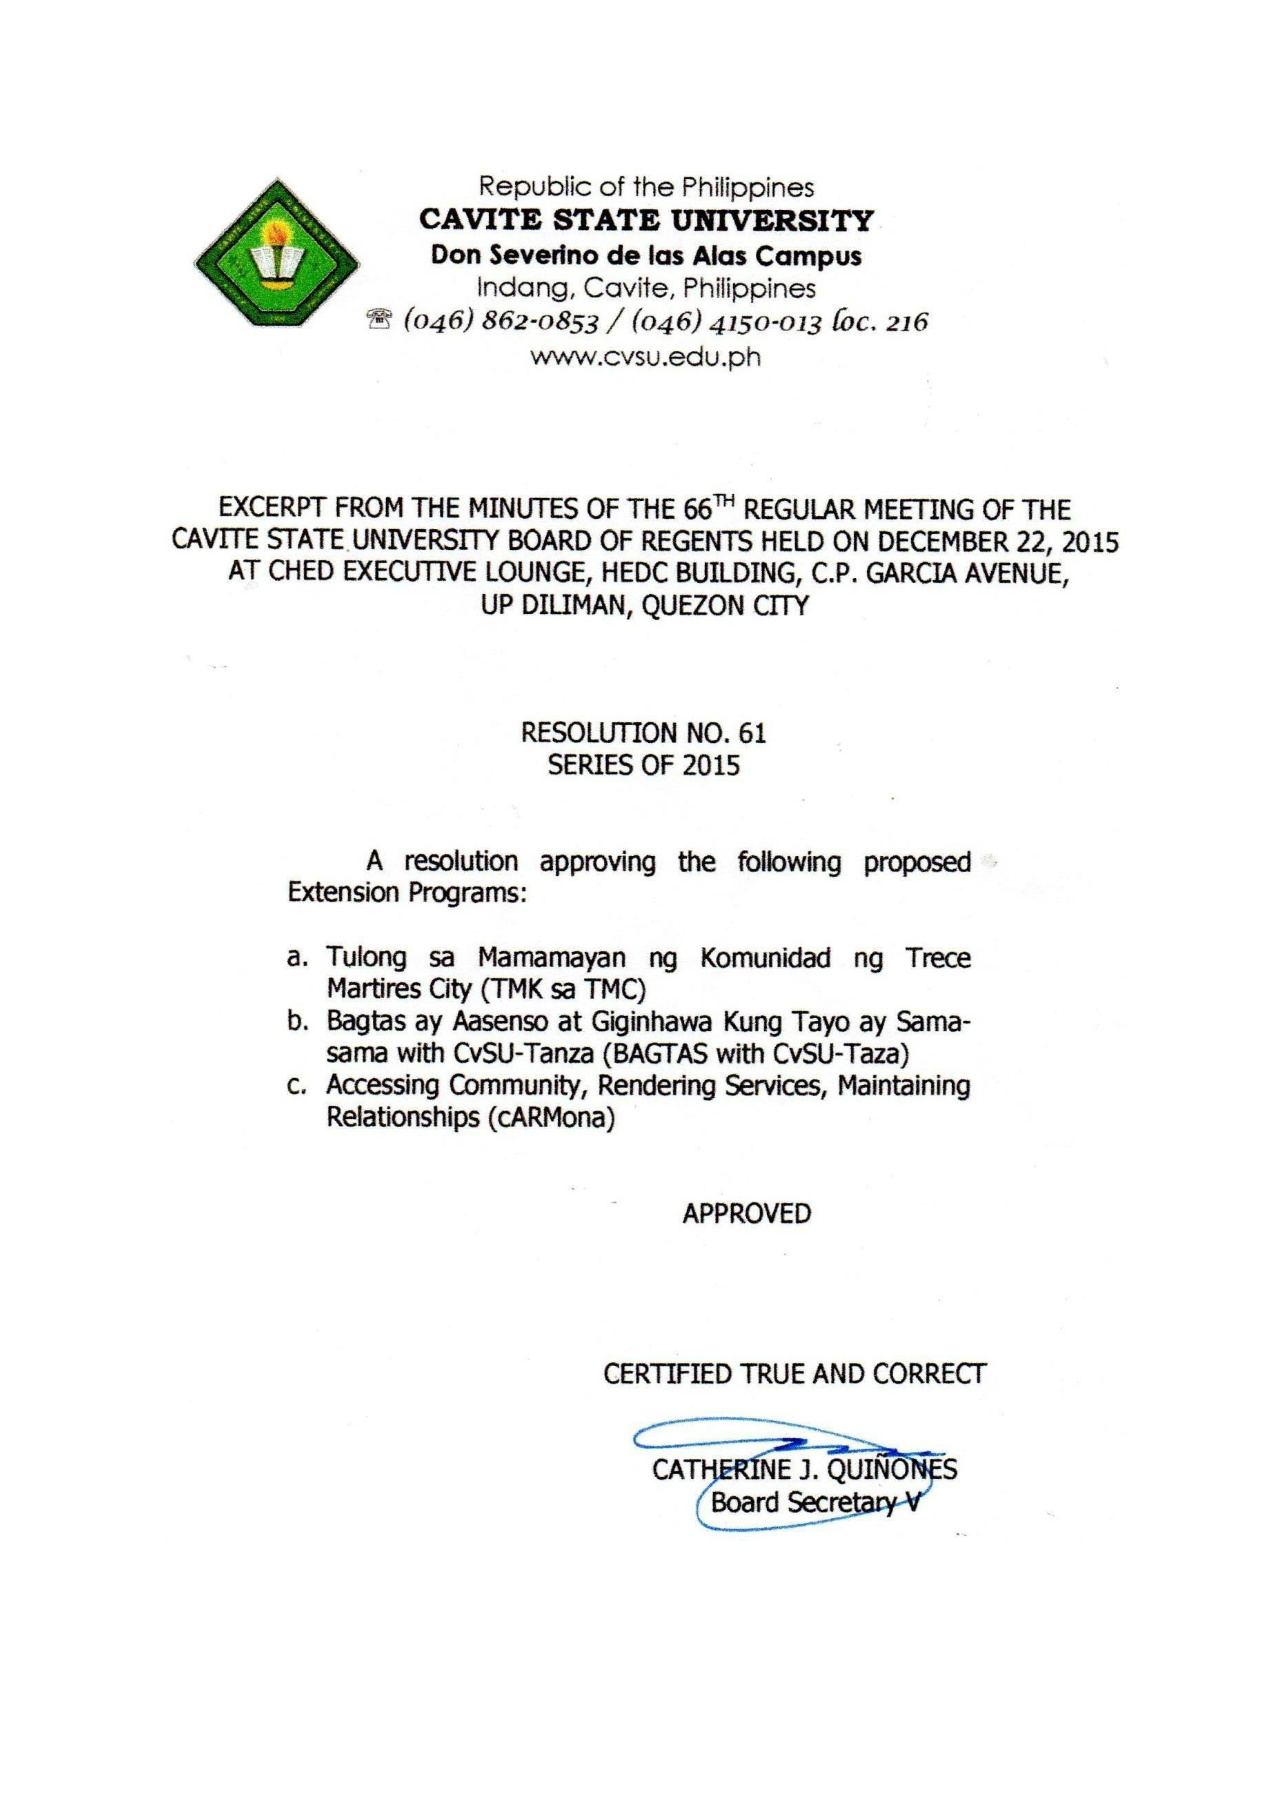 Republic of the Philippines
CAVITE STATE UNIVERSITY
Don Severino de las Alas Campus
Indang, Cavite, Philippines
☏ (046) 862-0853 / (046) 4150-013 loc. 216
www.cvsu.edu.ph
EXCERPT FROM THE MINUTES OF THE 66TH REGULAR MEETING OF THE
CAVITE STATE UNIVERSITY BOARD OF REGENTS HELD ON DECEMBER 22, 2015
AT CHED EXECUTIVE LOUNGE, HEDC BUILDING, C.P. GARCIA AVENUE,
UP DILIMAN, QUEZON CITY
RESOLUTION NO. 61
SERIES OF 2015
A resolution approving the following proposed
Extension Programs:
a. Tulong sa Mamamayan ng Komunidad ng Trece
Martires City (TMK sa TMC)
b. Bagtas ay Aasenso at Giginhawa Kung Tayo ay Sama-
sama with CvSU-Tanza (BAGTAS with CvSU-Taza)
c. Accessing Community, Rendering Services, Maintaining
Relationships (cARMona)
APPROVED
CERTIFIED TRUE AND CORRECT
CATHERINE J. QUIÑONES
Board Secretary V